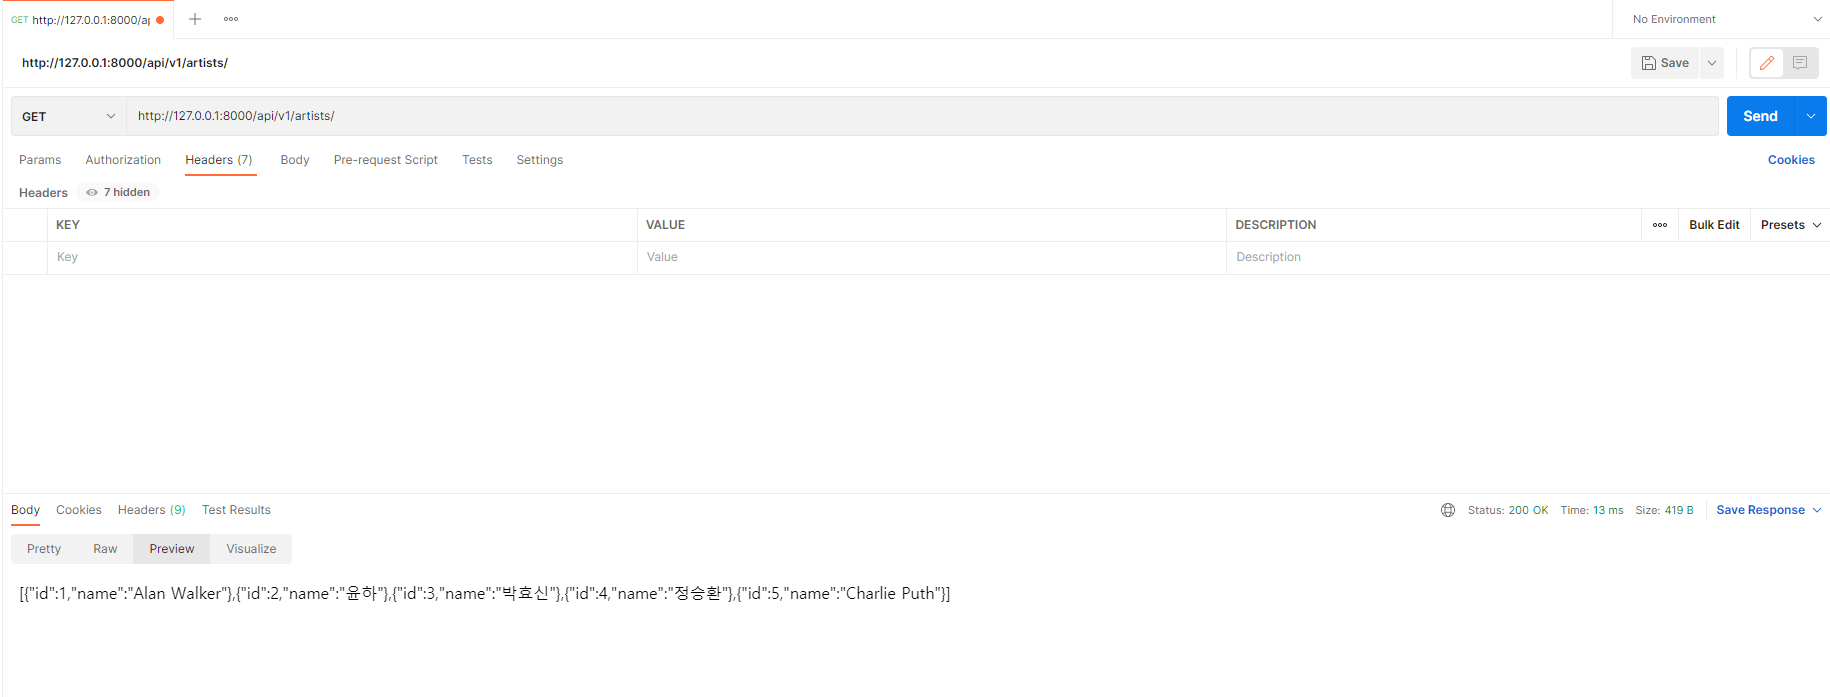 GET http://127.0.0.1:8000/ap
No Environment
http://127.0.0.1:8000/api/v1/artists/
Save
GET http://127.0.0.1:8000/api/v1/artists/ Send
Params Authorization Headers (7) Body Pre-request Script Tests Settings Cookies
Headers 7 hidden
KEY VALUE DESCRIPTION Bulk Edit Presets
Key Value Description
Body Cookies Headers (9) Test Results Status: 200 OK Time: 13 ms Size: 419 B Save Response
Pretty Raw Preview Visualize
[{"id":1,"name":"Alan Walker"},{"id":2,"name":"윤하"},{"id":3,"name":"박효신"},{"id":4,"name":"정승환"},{"id":5,"name":"Charlie Puth"}]